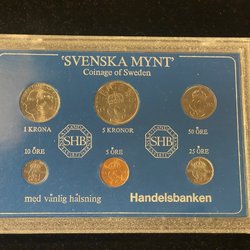 'SVENSKA MYNT'
Coinage of Sweden
1 KRONA
5 KRONOR
50 ÖRE
10 ÖRE
SHB
5 ÖRE
SHB
25 ÖRE
med vänlig hälsning
Handelsbanken